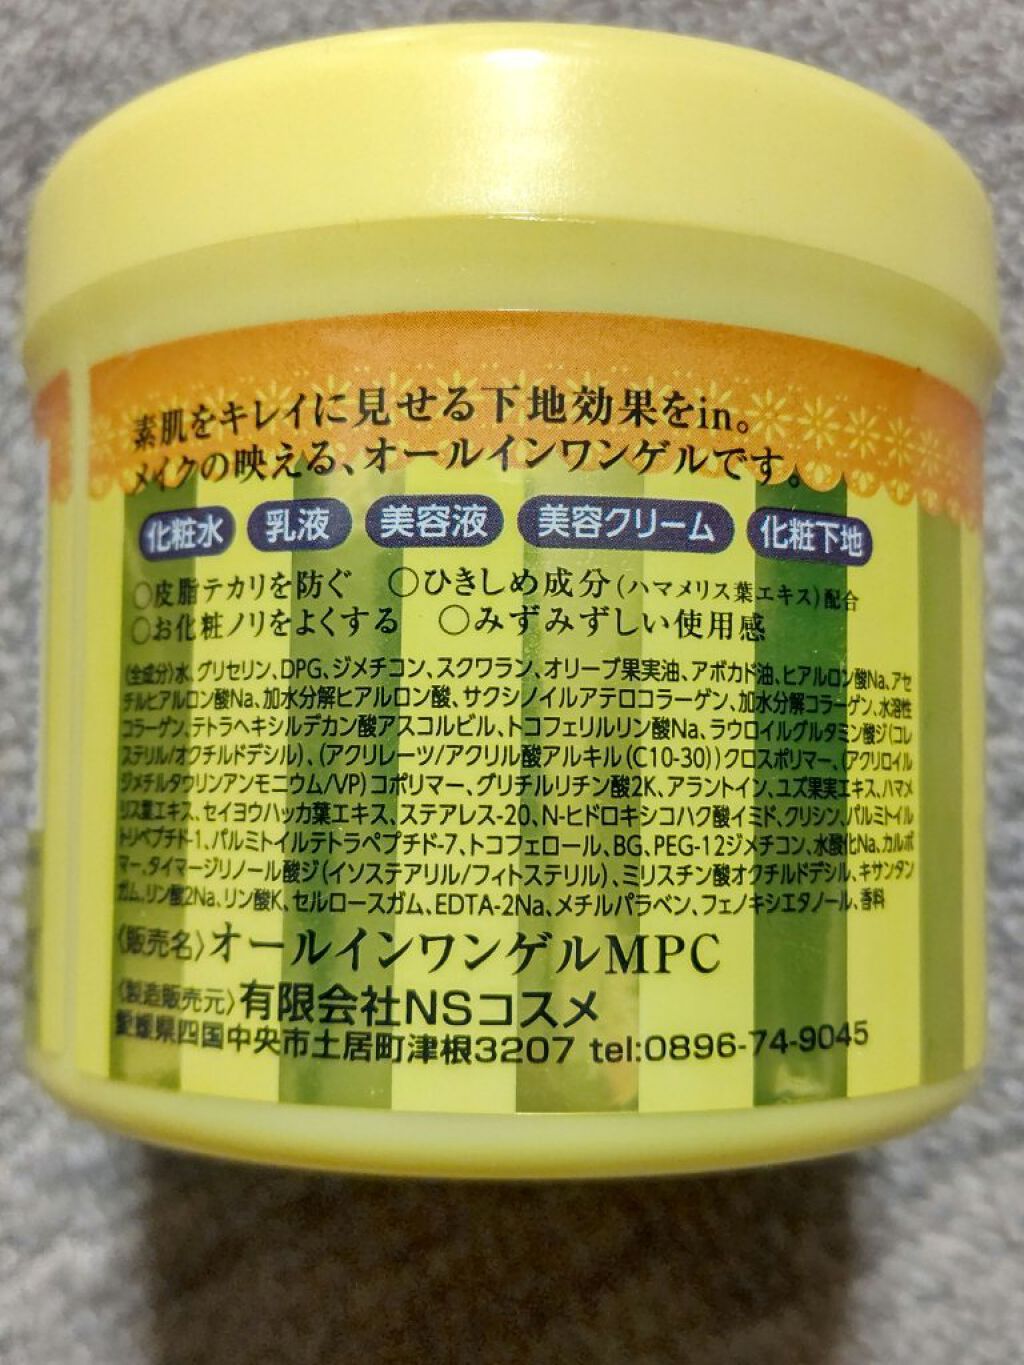 素肌をキレイに見せる下地効果をin。
メイクの映える、オールインワンゲルです。
化粧水 乳液 美容液 美容クリーム 化粧下地
○皮脂テカリを防ぐ ○ひきしめ成分(ハマメリス葉エキス)配合
○お化粧ノリをよくする ○みずみずしい使用感
〈全成分〉水、グリセリン、DPG、ジメチコン、スクワラン、オリーブ果実油、アボカド油、ヒアルロン酸Na、アセ
チルヒアルロン酸Na、加水分解ヒアルロン酸、サクシノイルアテロコラーゲン、加水分解コラーゲン、水溶性
コラーゲン、テトラヘキシルデカン酸アスコルビル、トコフェリルリン酸Na、ラウロイルグルタミン酸ジ(コレ
ステリル/オクチルドデシル)、(アクリレーツ/アクリル酸アルキル(C10-30))クロスポリマー、(アクリロイル
ジメチルタウリンアンモニウム/VP)コポリマー、グリチルリチン酸2K、アラントイン、ユズ果実エキス、ハマメ
リス葉エキス、セイヨウハッカ葉エキス、ステアレス-20、N-ヒドロキシコハク酸イミド、クリシン、パルミトイル
トリペプチド-1、パルミトイルテトラペプチド-7、トコフェロール、BG、PEG-12ジメチコン、水酸化Na、カルボ
マー、ダイマージリノール酸ジ(イソステアリル/フィトステリル)、ミリスチン酸オクチルドデシル、キサンタン
ガム、リン酸2Na、リン酸K、セルロースガム、EDTA-2Na、メチルパラベン、フェノキシエタノール、香料
〈販売名〉オールインワンゲルMPC
〈製造販売元〉有限会社NSコスメ
愛媛県四国中央市土居町津根3207 tel:0896-74-9045